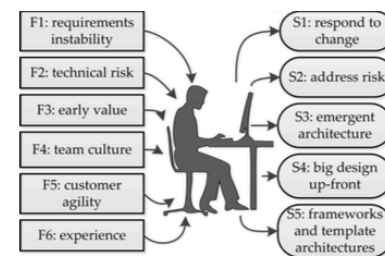 F1: requirements
instability
F2: technical risk
F3: early value
F4: team culture
F5: customer
agility
F6: experience
S1: respond to
change
S2: address risk
S3: emergent
architecture
S4: big design
up-front
S5: frameworks
and template
architectures